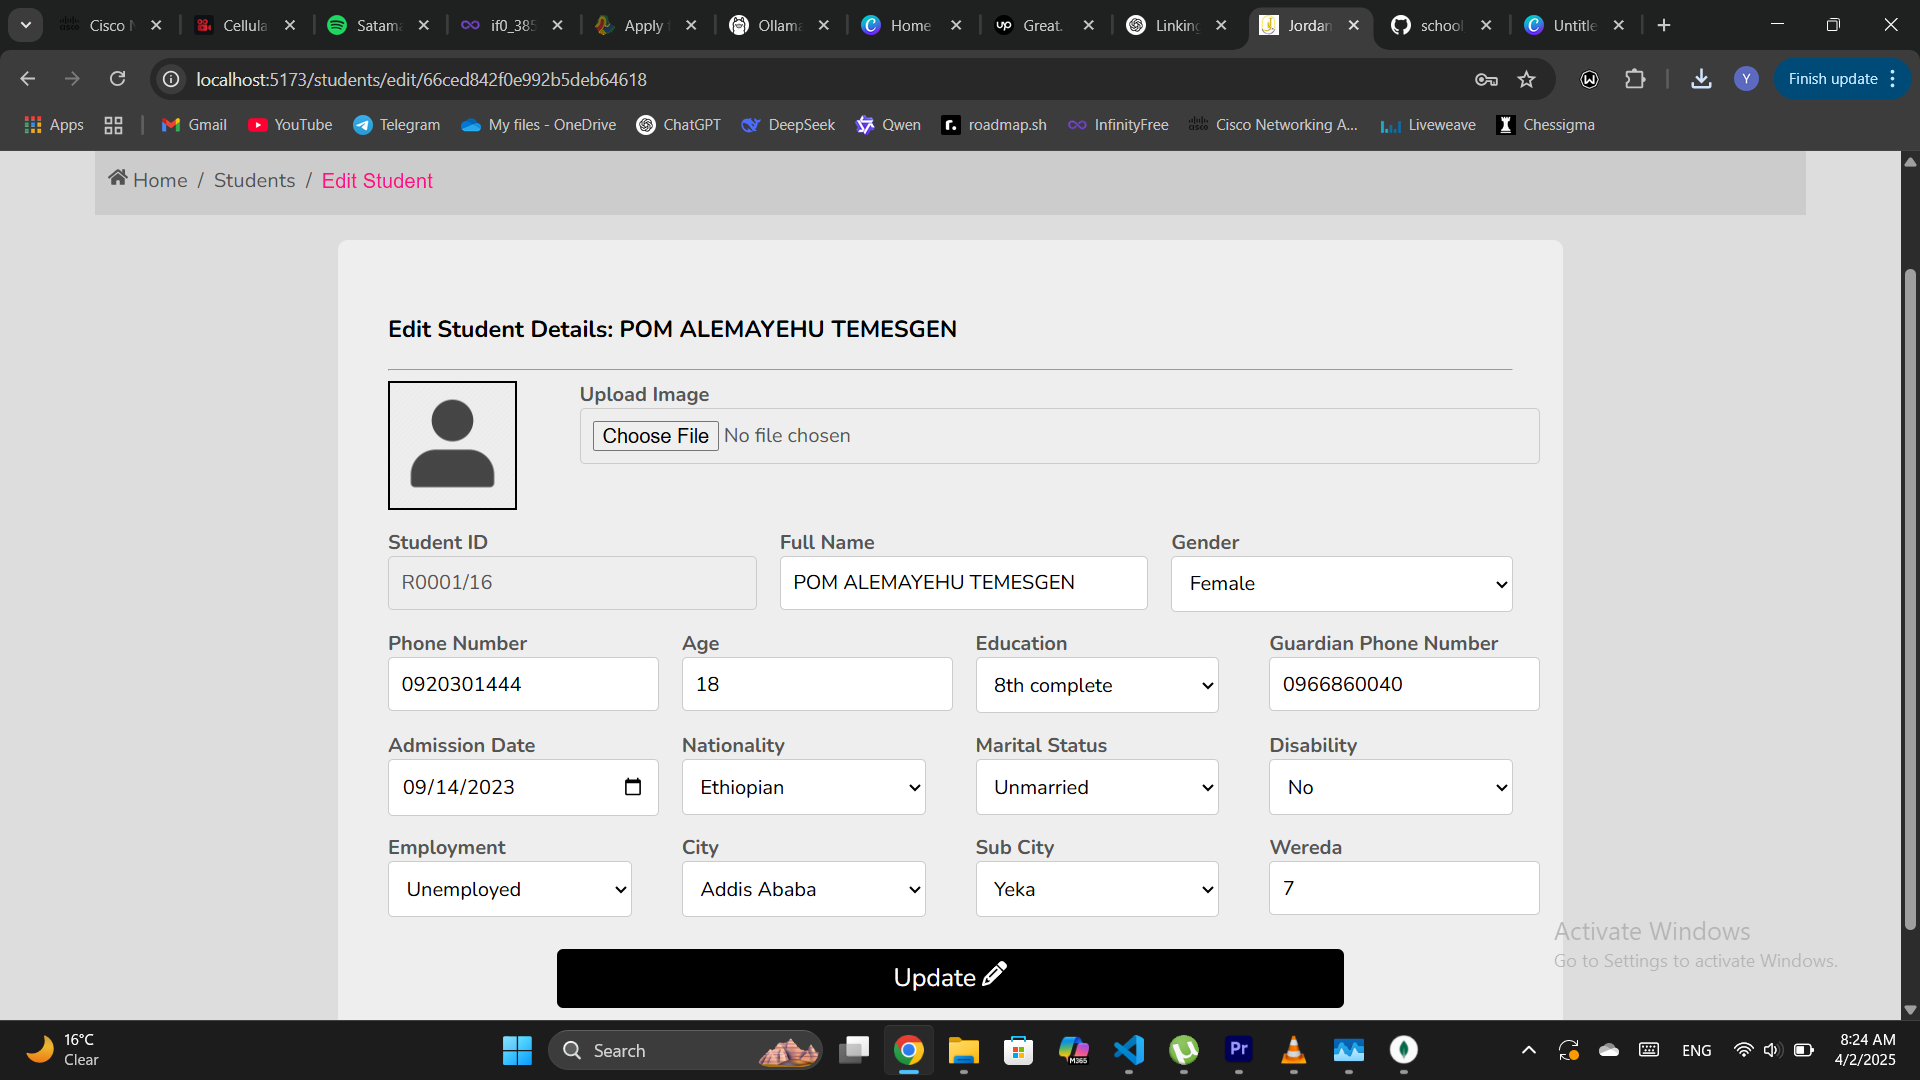 Cisco N
Cellula
Satama
if0_385
Apply
Ollama
Home
Great.
Linking
Jordan
school
Untitle
localhost:5173/students/edit/66ced842f0e992b5deb64618
Y
Finish update
Apps
Gmail
YouTube
Telegram
My files - OneDrive
ChatGPT
DeepSeek
Qwen
roadmap.sh
InfinityFree
Cisco Networking A...
Liveweave
Chessigma
Home / Students / Edit Student
Edit Student Details: POM ALEMAYEHU TEMESGEN
Upload Image
Choose File No file chosen
Student ID
Full Name
Gender
R0001/16
POM ALEMAYEHU TEMESGEN
Female
Phone Number
Age
Education
Guardian Phone Number
0920301444
18
8th complete
0966860040
Admission Date
Nationality
Marital Status
Disability
09/14/2023
Ethiopian
Unmarried
No
Employment
City
Sub City
Wereda
Unemployed
Addis Ababa
Yeka
7
Activate Windows
Go to Settings to activate Windows.
Update
16°C
Clear
Search
ENG
8:24 AM
4/2/2025